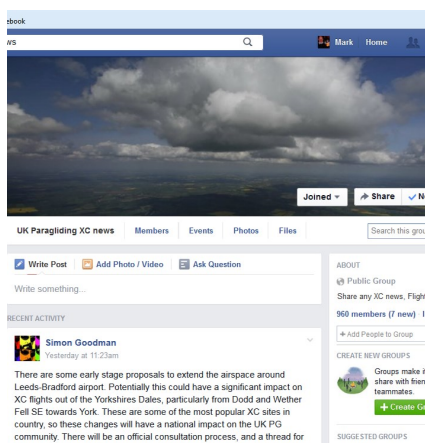 ebook
Mark Home
Joined Share
UK Paragliding XC news Members Events Photos Files Search this grou
Write Post Add Photo / Video Ask Question
Write something...
RECENT ACTIVITY
Simon Goodman
Yesterday at 11:23am
There are some early stage proposals to extend the airspace around
Leeds-Bradford airport. Potentially this could have a significant impact on
XC flights out of the Yorkshires Dales, particularly from Dodd and Wether
Fell SE towards York. These are some of the most popular XC sites in
country, so these changes will have a national impact on the UK PG
community. There will be an official consultation process, and a thread for
ABOUT
Public Group
Share any XC news, Flight
960 members (7 new)
+ Add People to Group
CREATE NEW GROUPS
Groups make it
share with frien
teammates.
+ Create G
SUGGESTED GROUPS